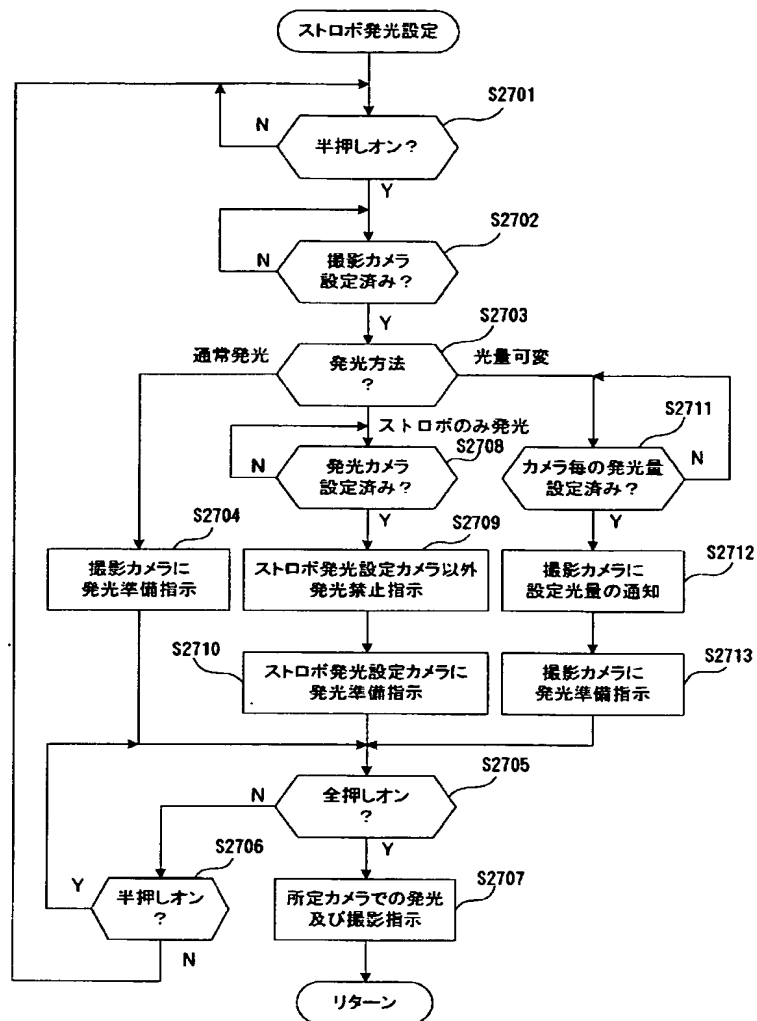 ストロボ発光設定
S2701
N
半押しオン？
Y
S2702
N
撮影カメラ
設定済み？
Y
S2703
通常発光
発光方法
？
光量可変
ストロボのみ発光
S2708
S2711
N
発光カメラ
設定済み？
カメラ毎の発光量
設定済み？
N
Y
Y
S2704
撮影カメラに
発光準備指示
S2709
ストロボ発光設定カメラ以外
発光禁止指示
S2712
撮影カメラに
設定光量の通知
S2710
ストロボ発光設定カメラに
発光準備指示
S2713
撮影カメラに
発光準備指示
S2705
N
全押しオン
？
Y
S2706
Y
半押しオン
？
N
S2707
所定カメラでの発光
及び撮影指示
リターン